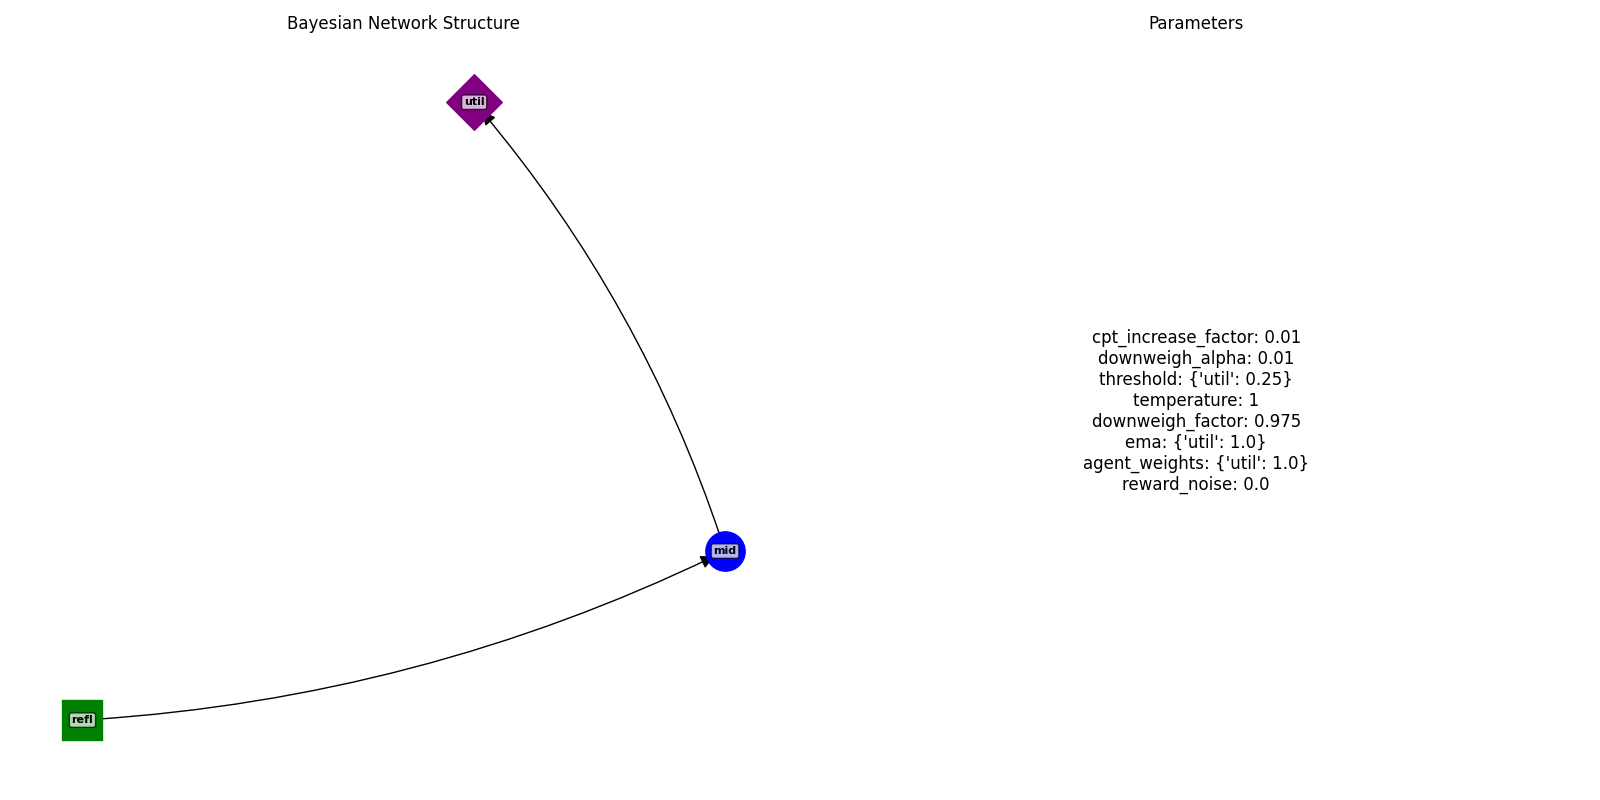 Bayesian Network Structure
util
mid
refl
Parameters
cpt_increase_factor: 0.01
downweigh_alpha: 0.01
threshold: {'util': 0.25}
temperature: 1
downweigh_factor: 0.975
ema: {'util': 1.0}
agent_weights: {'util': 1.0}
reward_noise: 0.0